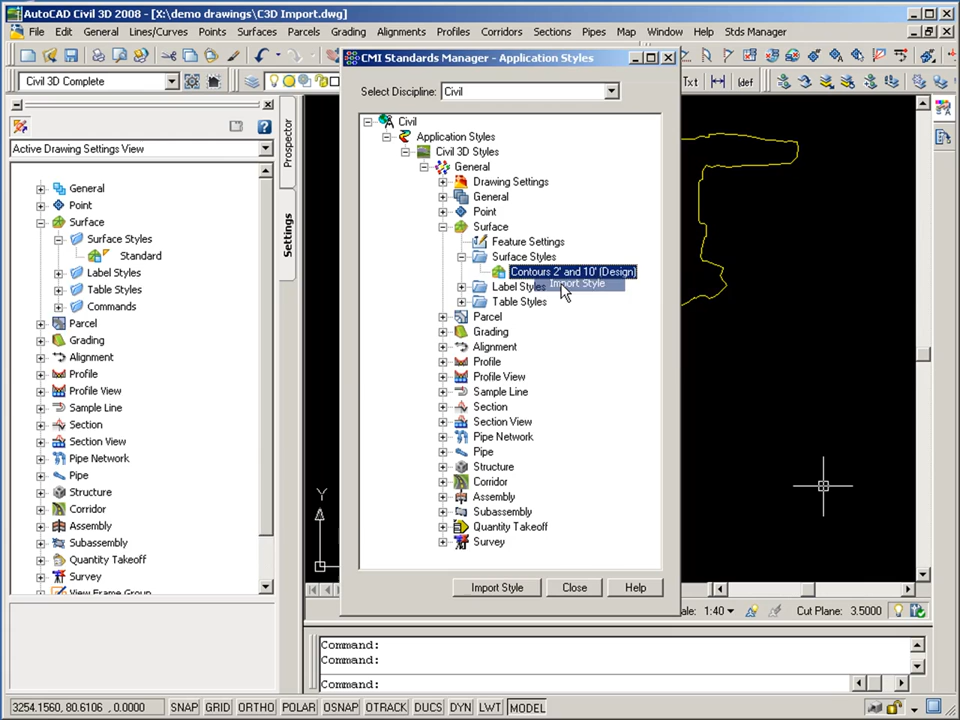 AutoCAD Civil 3D 2008 - [X:\demo drawings\C3D Import.dwg]
File Edit General Lines/Curves Points Surfaces Parcels Grading Alignments Profiles Corridors Sections Pipes Map Window Help Stds Manager
Civil 3D Complete
Txt
(def
Active Drawing Settings View
General
Point
Surface
Surface Styles
Standard
Label Styles
Table Styles
Commands
Parcel
Grading
Alignment
Profile
Profile View
Sample Line
Section
Section View
Pipe Network
Pipe
Structure
Corridor
Assembly
Subassembly
Quantity Takeoff
Survey
View Frame Group
Prospector
Settings
CMI Standards Manager - Application Styles
Select Discipline: Civil
Civil
Application Styles
Civil 3D Styles
General
Drawing Settings
General
Point
Surface
Feature Settings
Surface Styles
Contours 2' and 10' (Design)
Import Style
Label Styles
Table Styles
Parcel
Grading
Alignment
Profile
Profile View
Sample Line
Section
Section View
Pipe Network
Pipe
Structure
Corridor
Assembly
Subassembly
Quantity Takeoff
Survey
Import Style Close Help
Y
1:40 Cut Plane: 3.5000
Command:
Command:
Command:
3254.1560, 80.6106 , 0.0000 SNAP GRID ORTHO POLAR OSNAP OTRACK DUCS DYN LWT MODEL